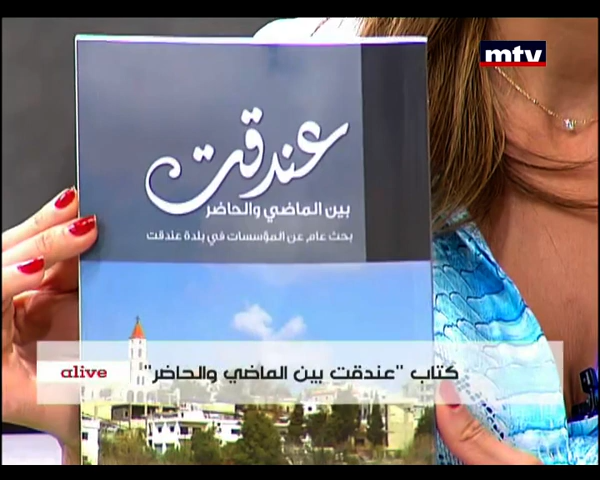 mtv
عندقت
بين الماضي والحاضر
بحث عام عن المؤسسات في بلدة عندقت
كتاب "عندقت بين الماضي والحاضر"
alive